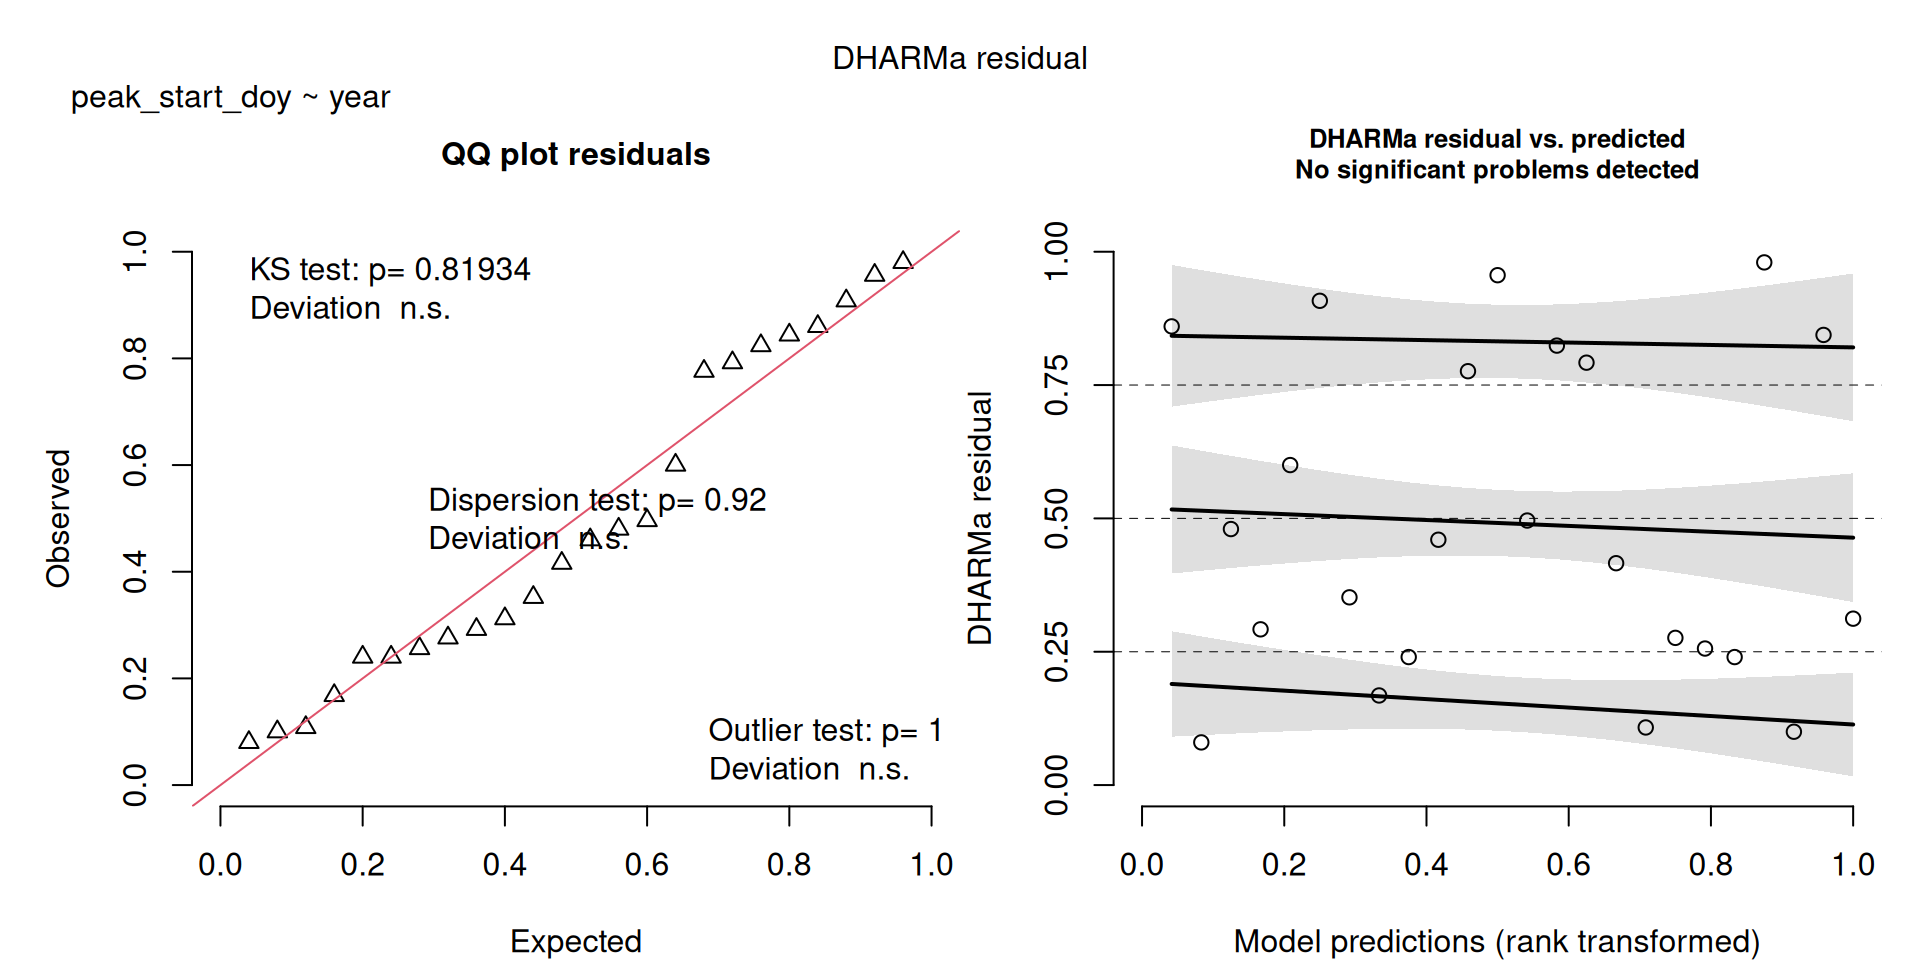 DHARMa residual
peak_start_doy ~ year
QQ plot residuals
KS test: p= 0.81934
Deviation  n.s.
Dispersion test: p= 0.92
Deviation  n.s.
Outlier test: p= 1
Deviation  n.s.
Observed
0.0 0.2 0.4 0.6 0.8 1.0
0.0 0.2 0.4 0.6 0.8 1.0
Expected
DHARMa residual vs. predicted
No significant problems detected
DHARMa residual
0.00 0.25 0.50 0.75 1.00
0.0 0.2 0.4 0.6 0.8 1.0
Model predictions (rank transformed)